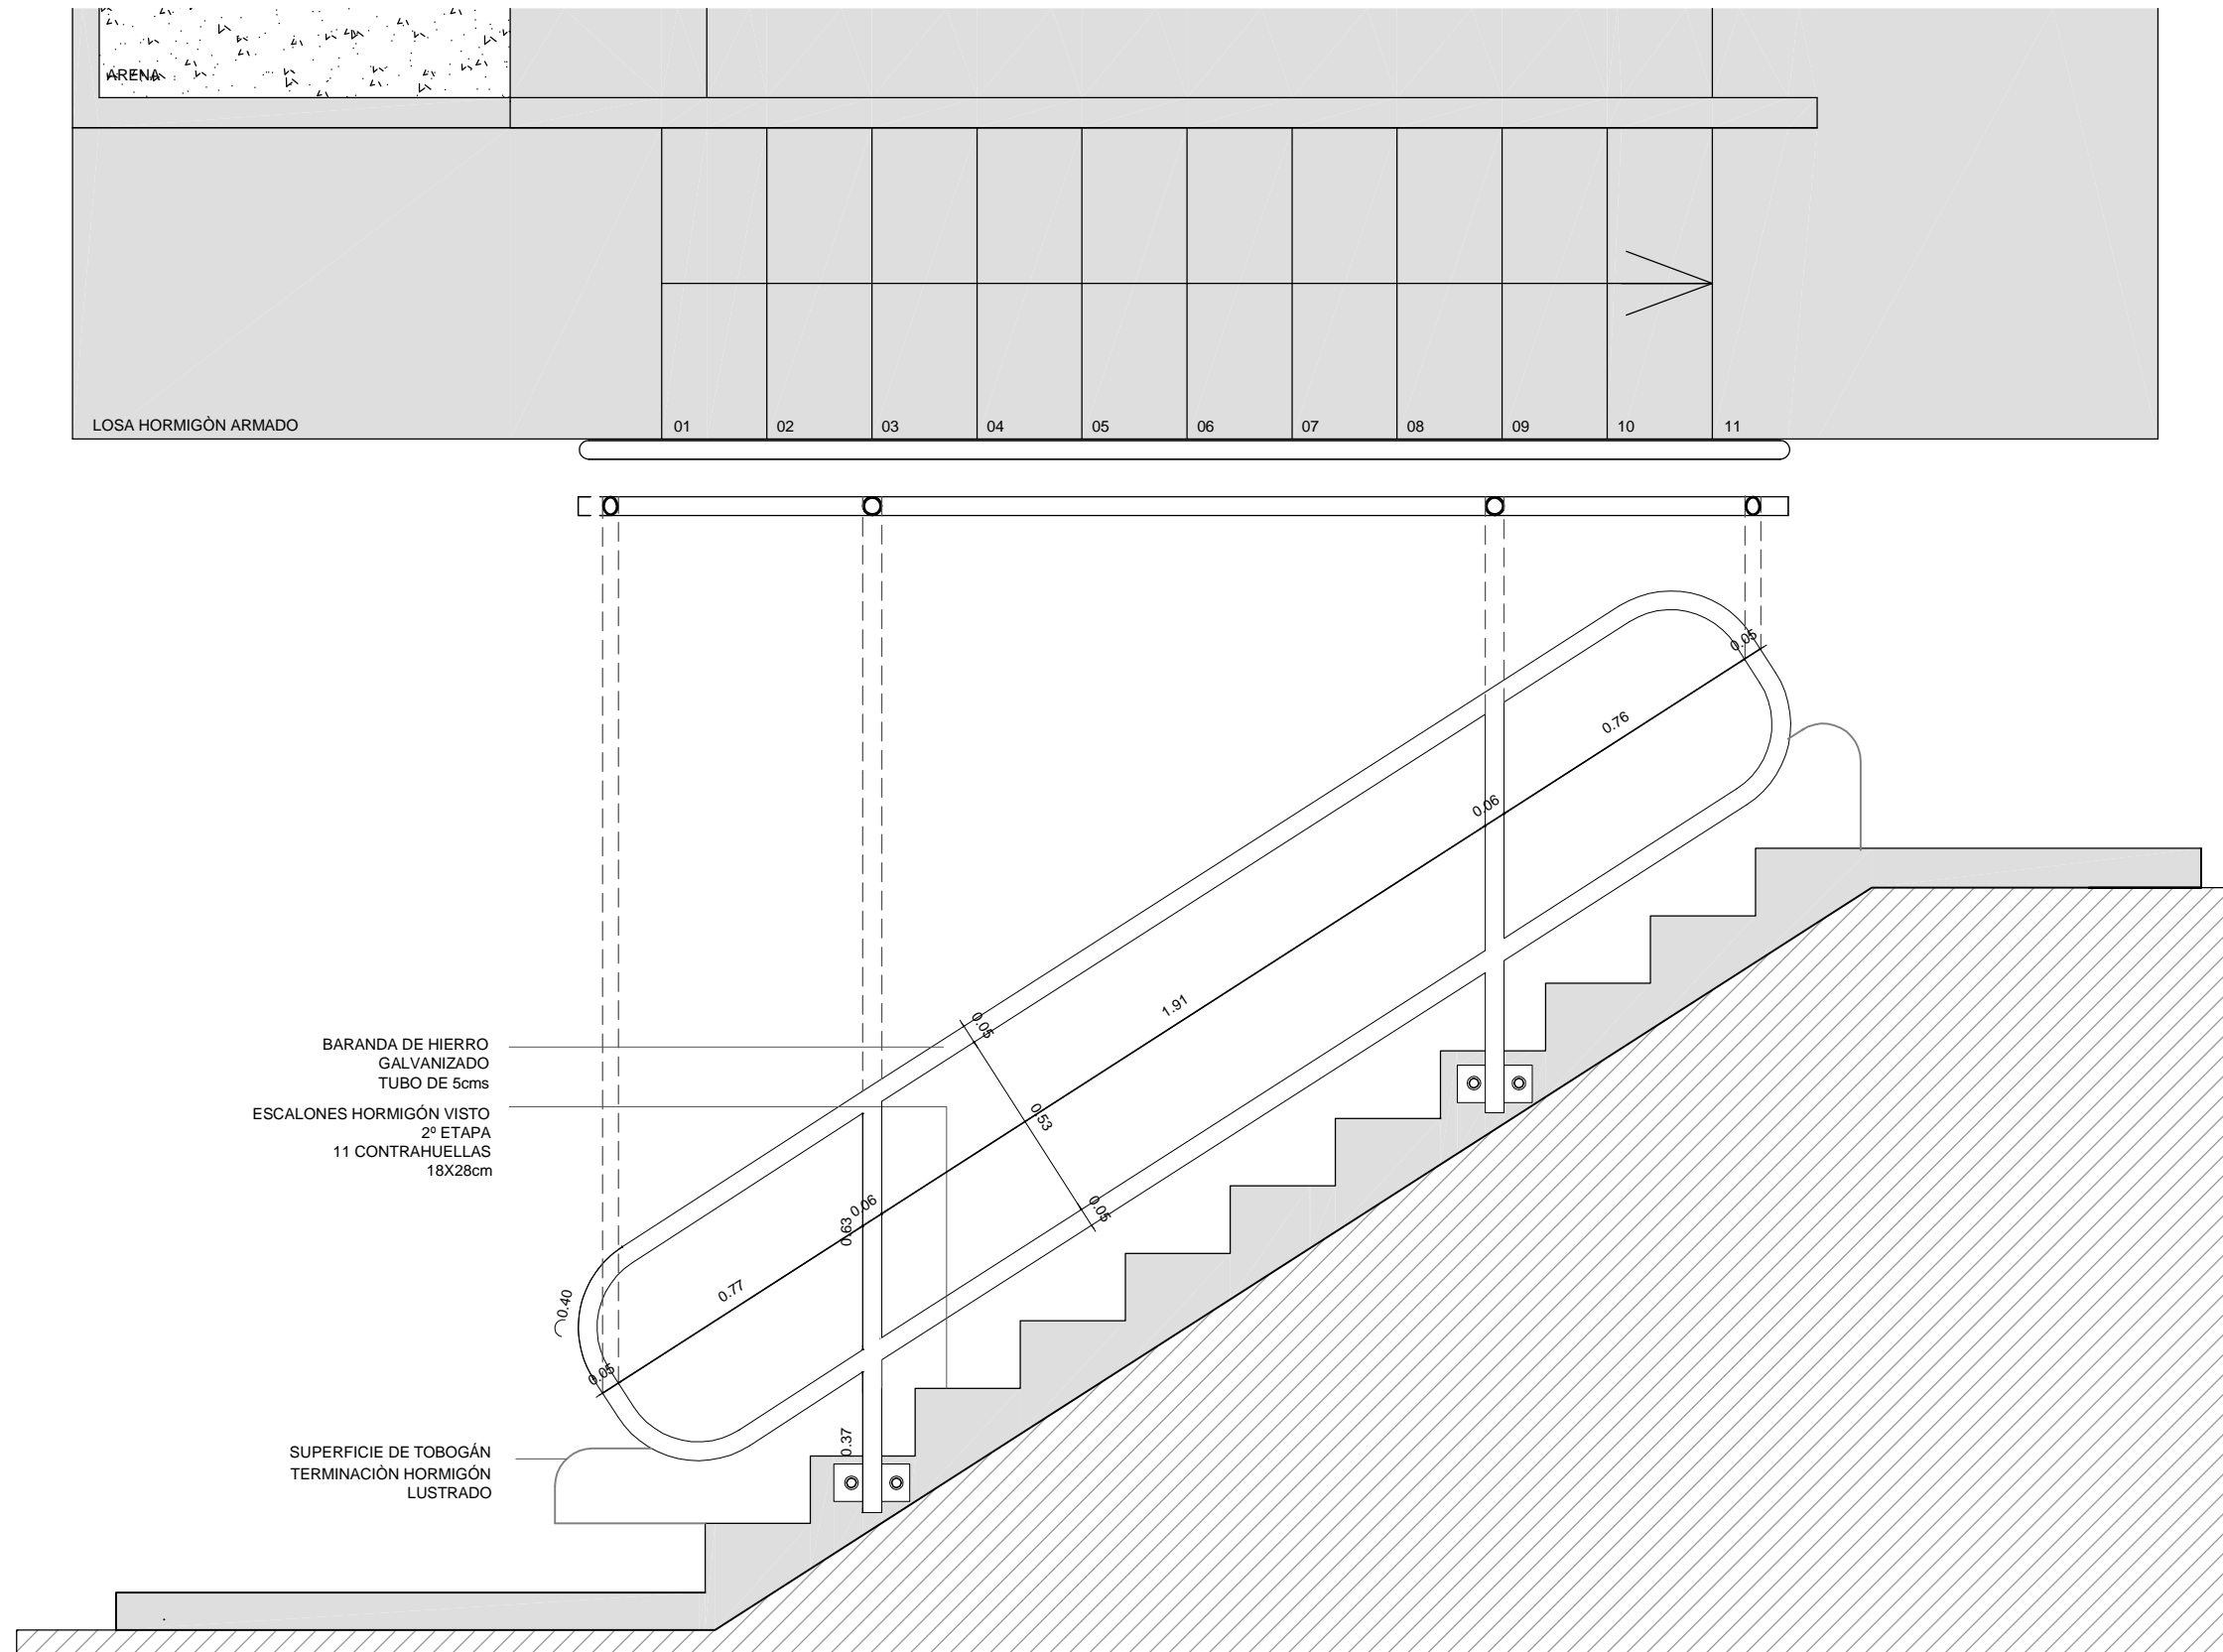 ARENA
LOSA HORMIGÒN ARMADO
01
02
03
04
05
06
07
08
09
10
11
0.05
0.76
0.06
1.91
0.05
BARANDA DE HIERRO
GALVANIZADO
TUBO DE 5cms
ESCALONES HORMIGÓN VISTO
2º ETAPA
11 CONTRAHUELLAS
18X28cm
0.53
0.05
0.06
0.63
0.77
0.40
0.05
0.37
SUPERFICIE DE TOBOGÁN
TERMINACIÒN HORMIGÓN
LUSTRADO